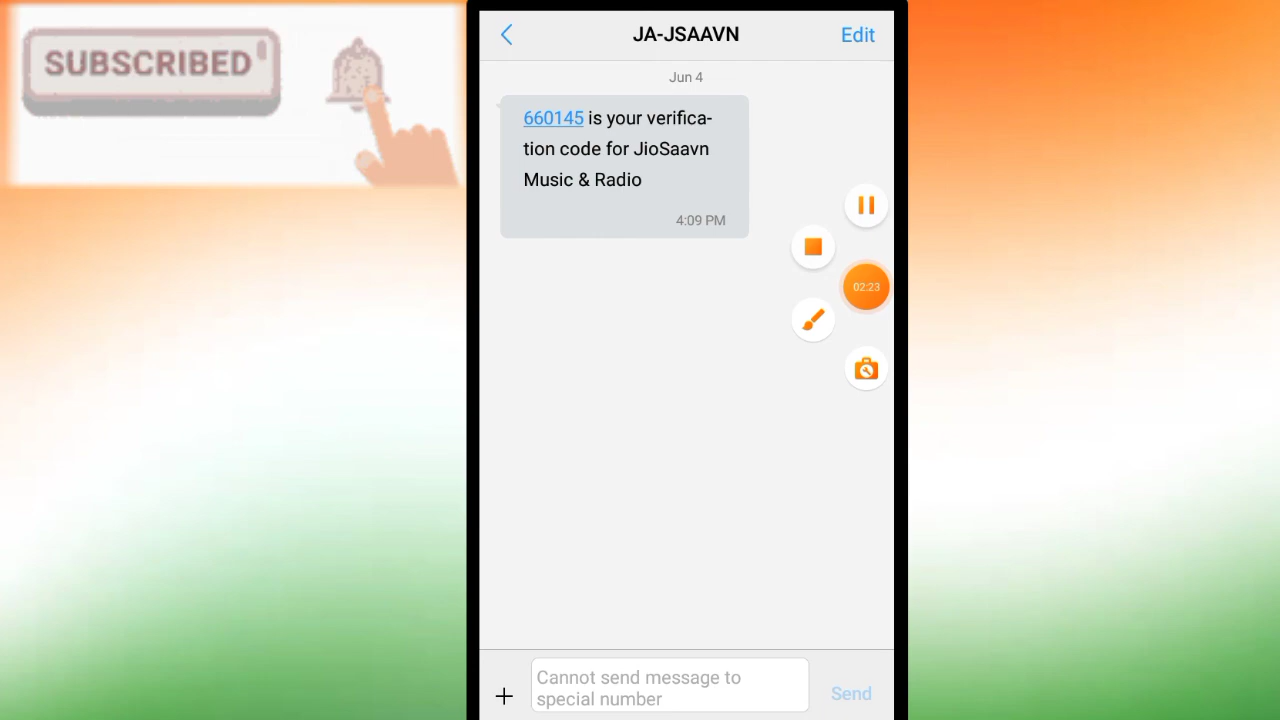 SUBSCRIBED
JA-JSAAVN
Edit
Jun 4
660145 is your verifica-
tion code for JioSaavn
Music & Radio
4:09 PM
02:23
Cannot send message to
special number
Send